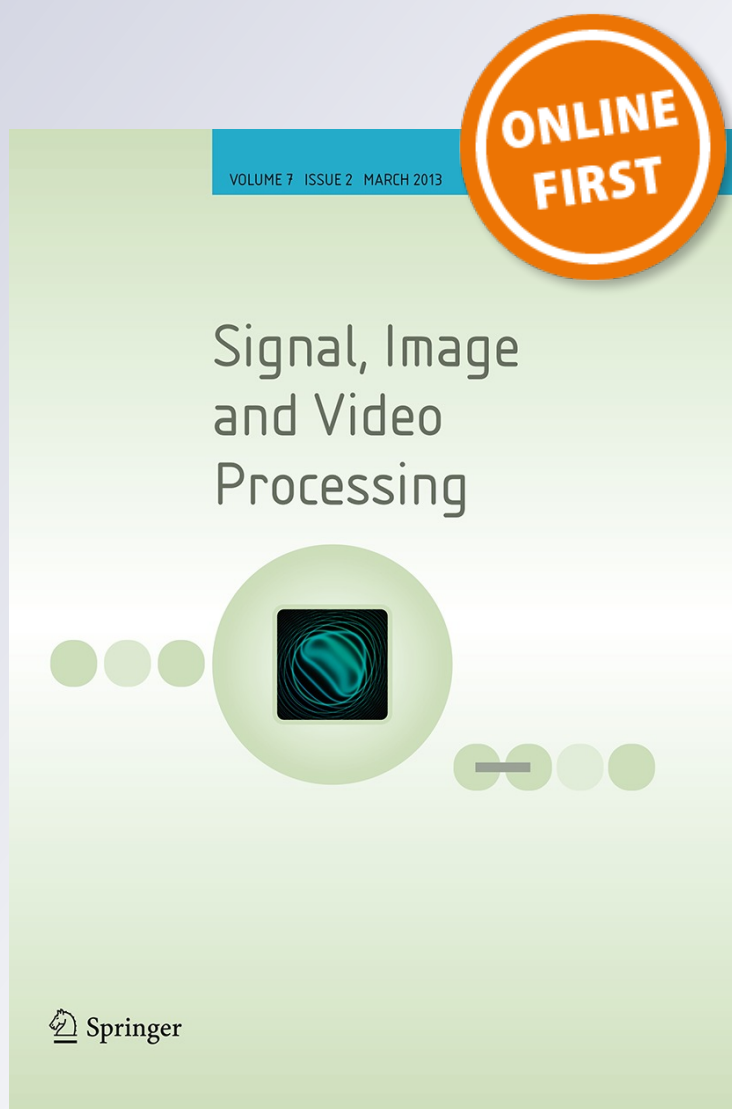 ONLINE
FIRST
VOLUME 7 ISSUE 2 MARCH 2013
Signal, Image
and Video
Processing
Springer